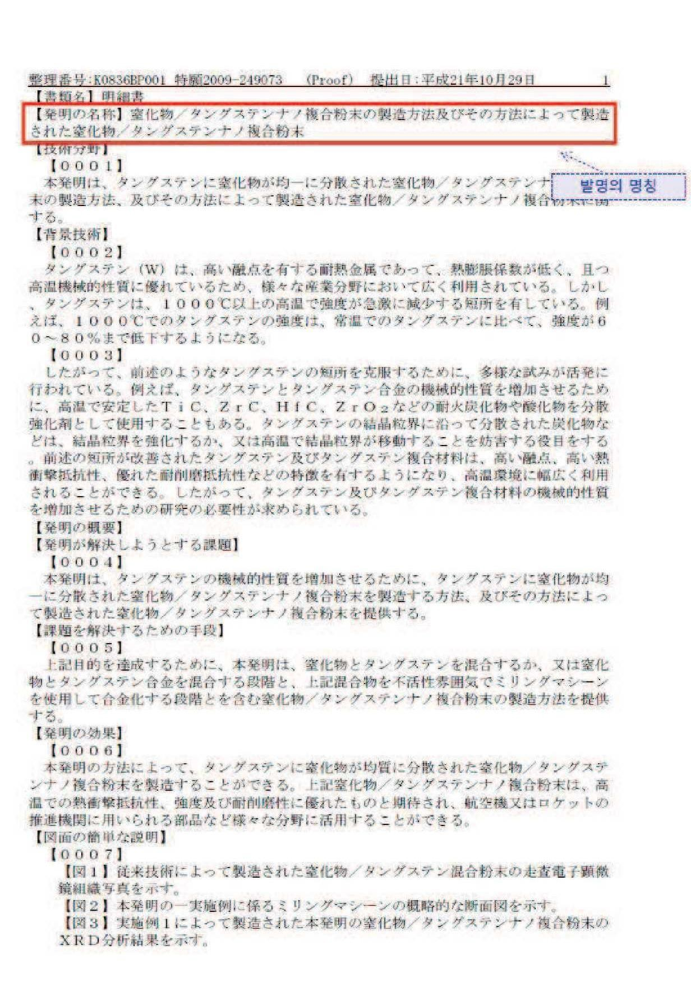 整理番号:K0836BP001 特願2009-249073 (Proof) 提出日:平成21年10月29日 1
【書類名】明細書
【発明の名称】窒化物／タングステンナノ複合粉末の製造方法及びその方法によって製造
された窒化物／タングステンナノ複合粉末
【技術分野】
【０００１】
발명의 명칭
本発明は、タングステンに窒化物が均一に分散された窒化物／タングステンナ
末の製造方法、及びその方法によって製造された窒化物／タングステンナノ複合粉末に関
する。
【背景技術】
【０００２】
タングステン（W）は、高い融点を有する耐熱金属であって、熱膨脹係数が低く、且つ
高温機械的性質に優れているため、様々な産業分野において広く利用されている。しかし
、タングステンは、１０００℃以上の高温で強度が急激に減少する短所を有している。例
えば、１０００℃でのタングステンの強度は、常温でのタングステンに比べて、強度が６
０～８０％まで低下するようになる。
【０００３】
したがって、前述のようなタングステンの短所を克服するために、多様な試みが活発に
行われている。例えば、タングステンとタングステン合金の機械的性質を増加させるため
に、高温で安定したＴｉＣ、ＺｒＣ、ＨｆＣ、ＺｒＯ₂などの耐火炭化物や酸化物を分散
強化剤として使用することもある。タングステンの結晶粒界に沿って分散された炭化物な
どは、結晶粒界を強化するか、又は高温で結晶粒界が移動することを妨害する役目をする
。前述の短所が改善されたタングステン及びタングステン複合材料は、高い融点、高い熱
衝撃抵抗性、優れた耐削磨抵抗性などの特徴を有するようになり、高温環境に幅広く利用
されることができる。したがって、タングステン及びタングステン複合材料の機械的性質
を増加させるための研究の必要性が求められている。
【発明の概要】
【発明が解決しようとする課題】
【０００４】
本発明は、タングステンの機械的性質を増加させるために、タングステンに窒化物が均
一に分散された窒化物／タングステンナノ複合粉末を製造する方法、及びその方法によっ
て製造された窒化物／タングステンナノ複合粉末を提供する。
【課題を解決するための手段】
【０００５】
上記目的を達成するために、本発明は、窒化物とタングステンを混合するか、又は窒化
物とタングステン合金を混合する段階と、上記混合物を不活性雰囲気でミリングマシーン
を使用して合金化する段階とを含む窒化物／タングステンナノ複合粉末の製造方法を提供
する。
【発明の効果】
【０００６】
本発明の方法によって、タングステンに窒化物が均質に分散された窒化物／タングステ
ンナノ複合粉末を製造することができる。上記窒化物／タングステンナノ複合粉末は、高
温での熱衝撃抵抗性、強度及び耐削磨性に優れたものと期待され、航空機又はロケットの
推進機関に用いられる部品など様々な分野に活用することができる。
【図面の簡単な説明】
【０００７】
【図１】従来技術によって製造された窒化物／タングステン混合粉末の走査電子顕微
鏡組織写真を示す。
【図２】本発明の一実施例に係るミリングマシーンの概略的な断面図を示す。
【図３】実施例１によって製造された本発明の窒化物／タングステンナノ複合粉末の
ＸＲＤ分析結果を示す。